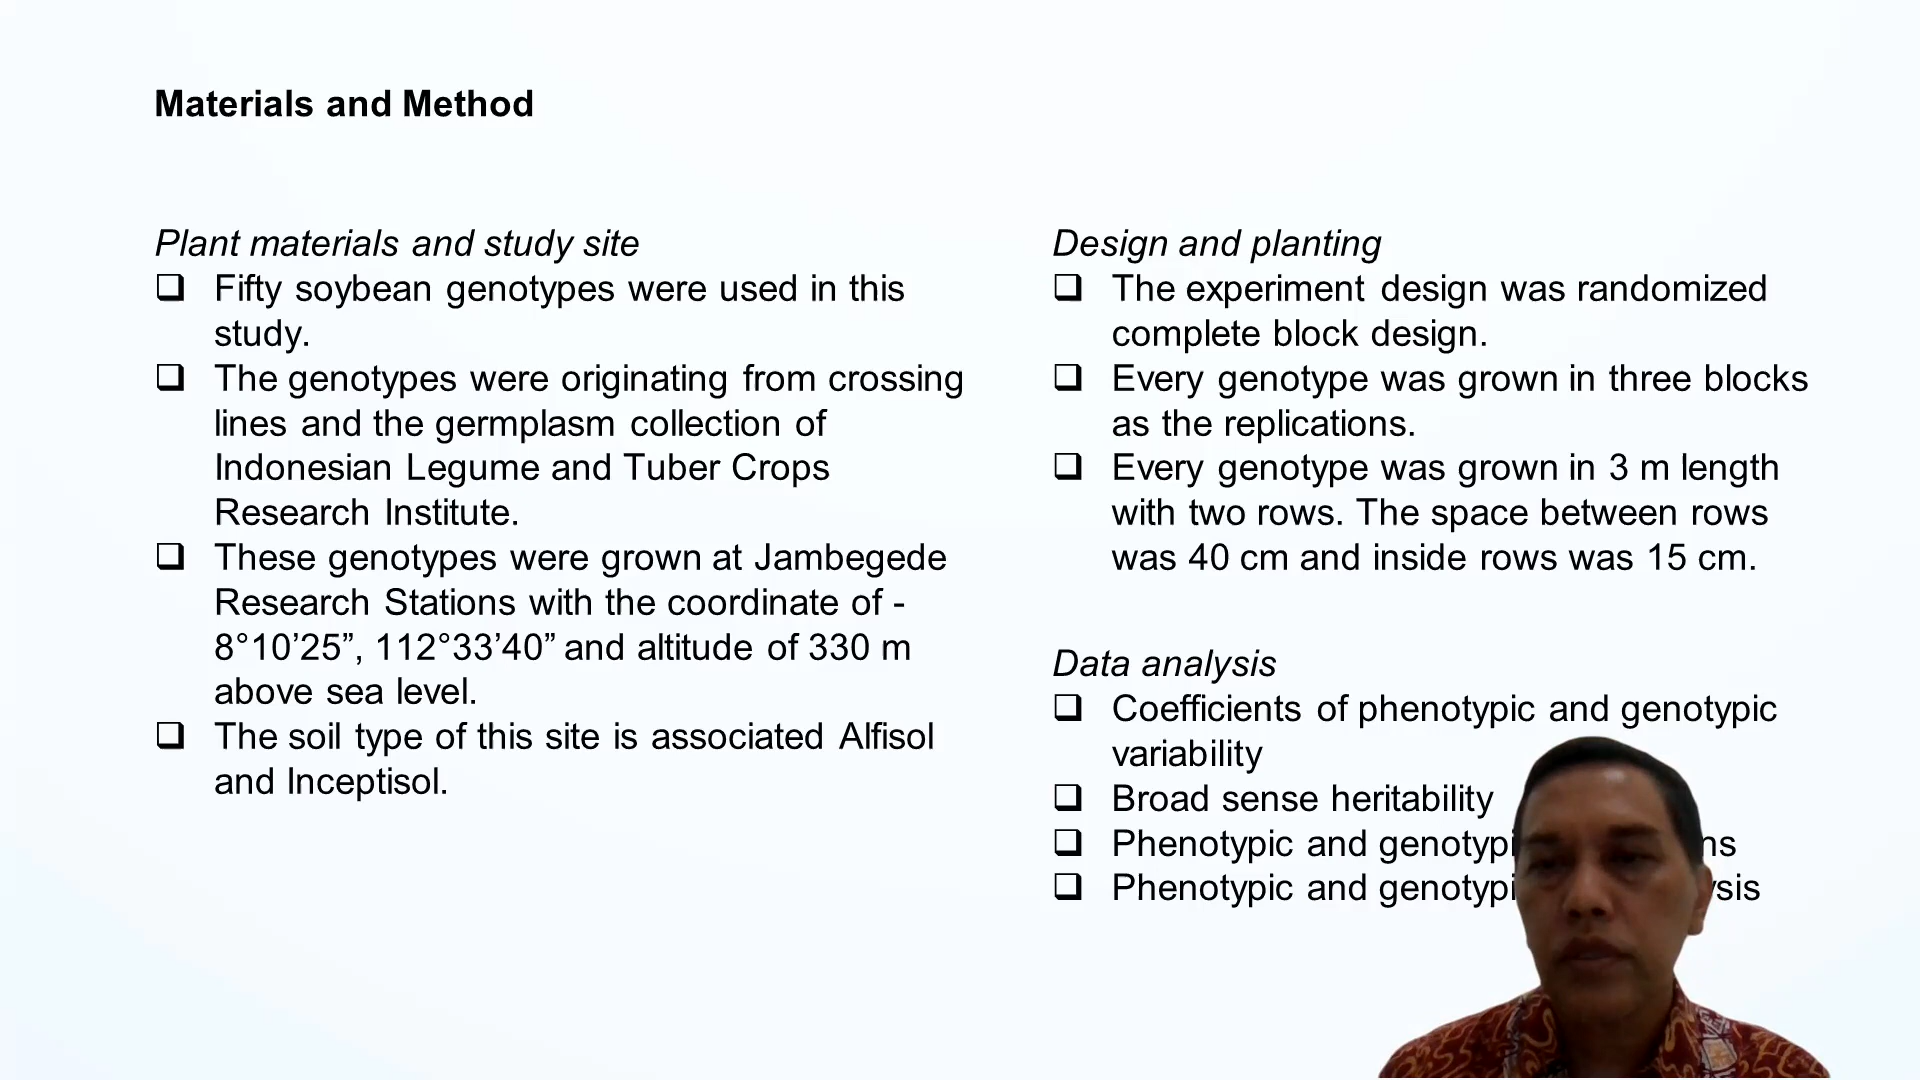 Materials and Method
Plant materials and study site
❑ Fifty soybean genotypes were used in this
study.
❑ The genotypes were originating from crossing
lines and the germplasm collection of
Indonesian Legume and Tuber Crops
Research Institute.
❑ These genotypes were grown at Jambegede
Research Stations with the coordinate of -
8°10’25”, 112°33’40” and altitude of 330 m
above sea level.
❑ The soil type of this site is associated Alfisol
and Inceptisol.
Design and planting
❑ The experiment design was randomized
complete block design.
❑ Every genotype was grown in three blocks
as the replications.
❑ Every genotype was grown in 3 m length
with two rows. The space between rows
was 40 cm and inside rows was 15 cm.
Data analysis
❑ Coefficients of phenotypic and genotypic
variability
❑ Broad sense heritability
❑ Phenotypic and
❑ Phenotypic and